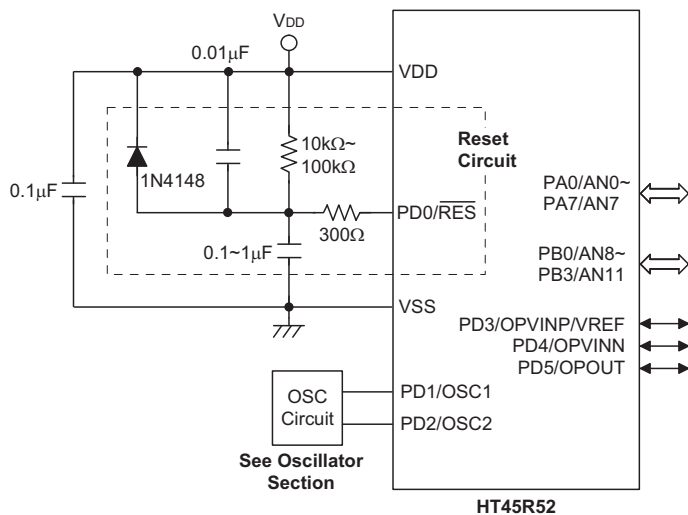 VDD
0.01μF
VDD
10kΩ~
100kΩ
Reset
Circuit
1N4148
0.1μF
PD0/R̅E̅S̅
300Ω
0.1~1μF
VSS
PA0/AN0~
PA7/AN7
PB0/AN8~
PB3/AN11
PD3/OPVINP/VREF
PD4/OPVINN
PD5/OPOUT
OSC
Circuit
PD1/OSC1
PD2/OSC2
See Oscillator
Section
HT45R52